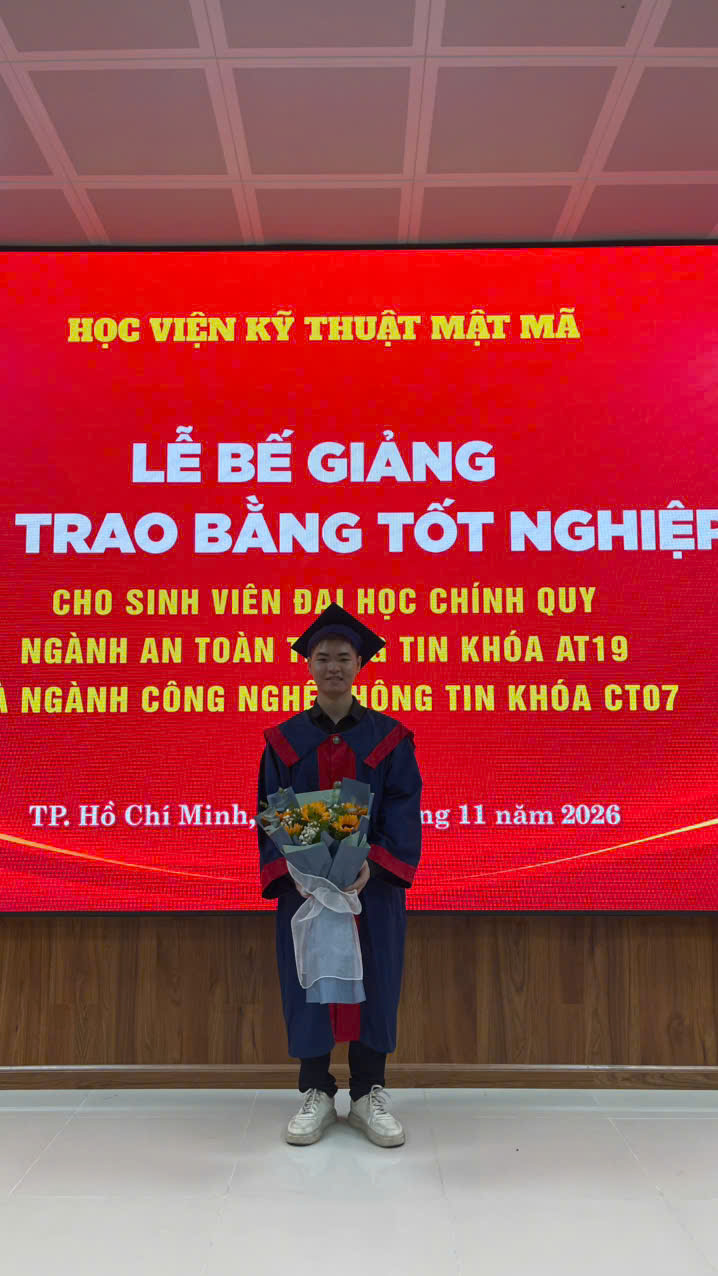 HỌC VIỆN KỸ THUẬT MẬT MÃ
LỄ BẾ GIẢNG
TRAO BẰNG TỐT NGHIỆP
CHO SINH VIÊN ĐẠI HỌC CHÍNH QUY
NGÀNH AN TOÀN TIN KHÓA AT19
NGÀNH CÔNG NGHỆ THÔNG TIN KHÓA CT07
TP. Hồ Chí Minh, 11 năm 2026